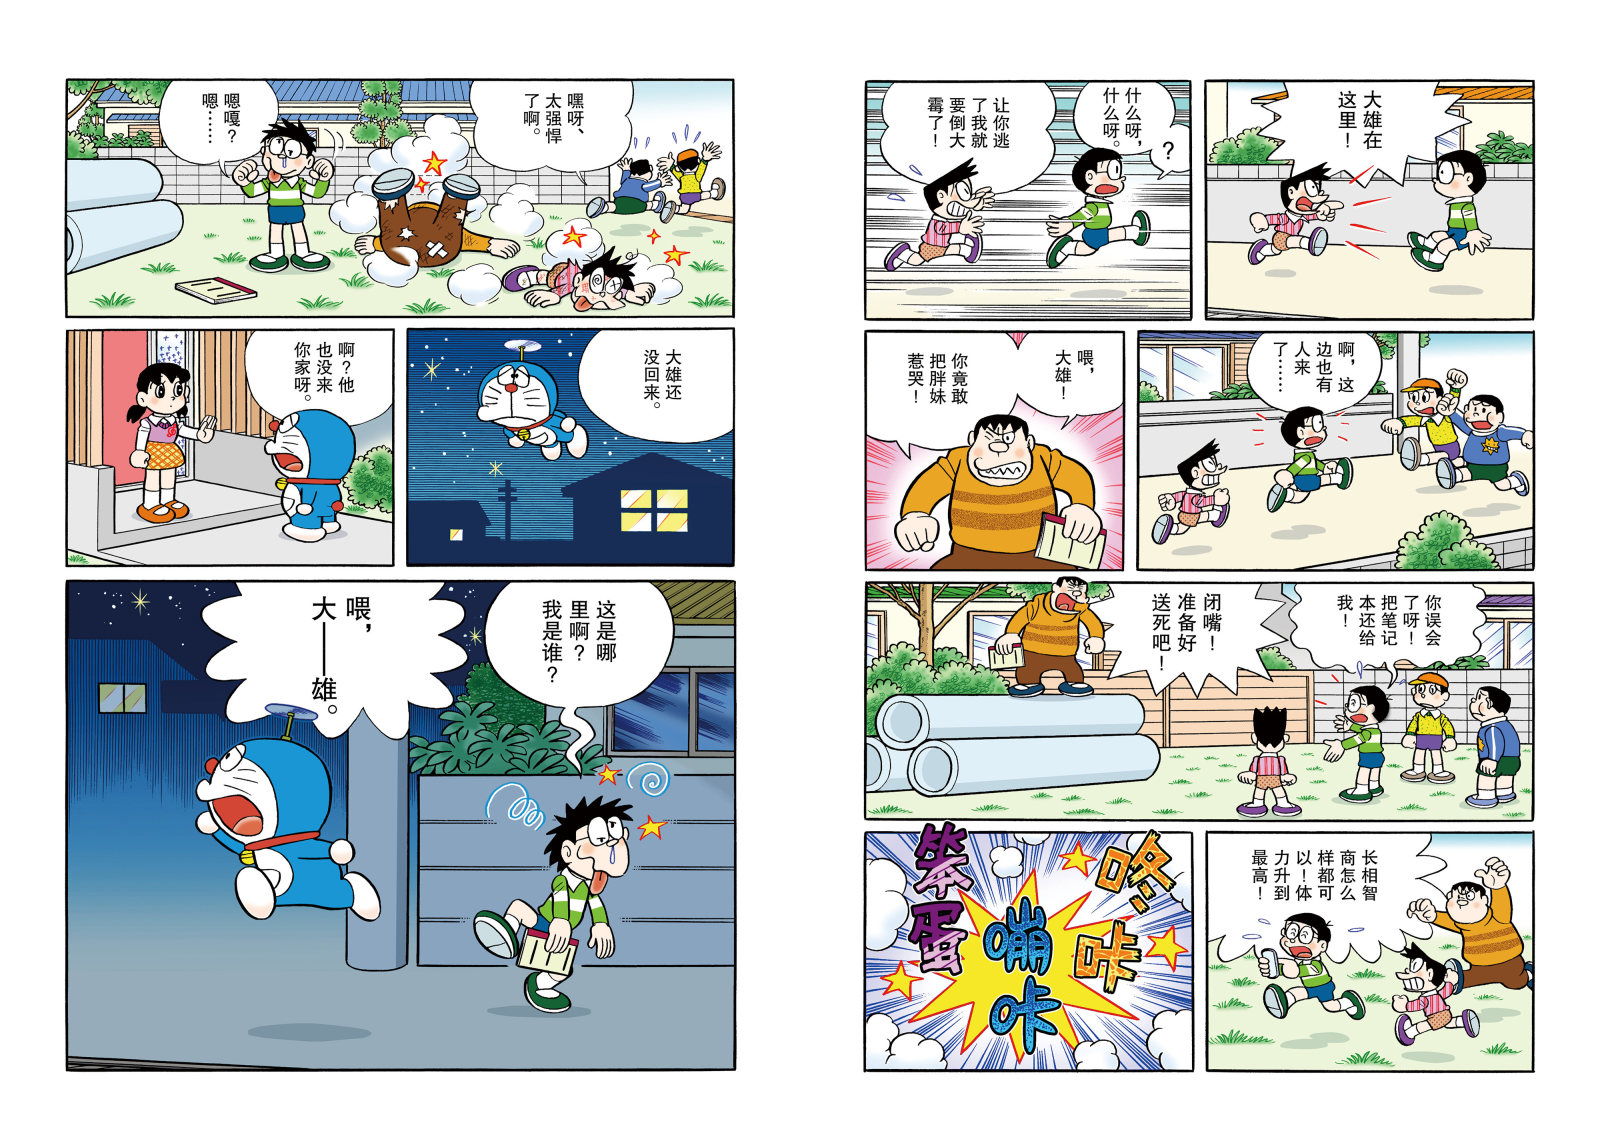 大雄在
这里！
什么呀，
什么呀。
？
让你逃
了我就
要倒大
霉了！
啊，这
边也有
人来
了……
喂，
大雄！
你竟敢
把胖妹
惹哭！
你误会
了呀！
把笔记
本还给
我！
闭嘴！
准备好
送死吧！
长相智
商怎么
样都可
以！体
力升到
最高！
咚咔
嘣咔
笨蛋
嘿呀、
太强悍
了啊。
嗯嘎？
嗯……
大雄还
没回来。
啊？他
也没来
你家呀。
这是哪
里啊？
我是谁？
喂，
大——雄。